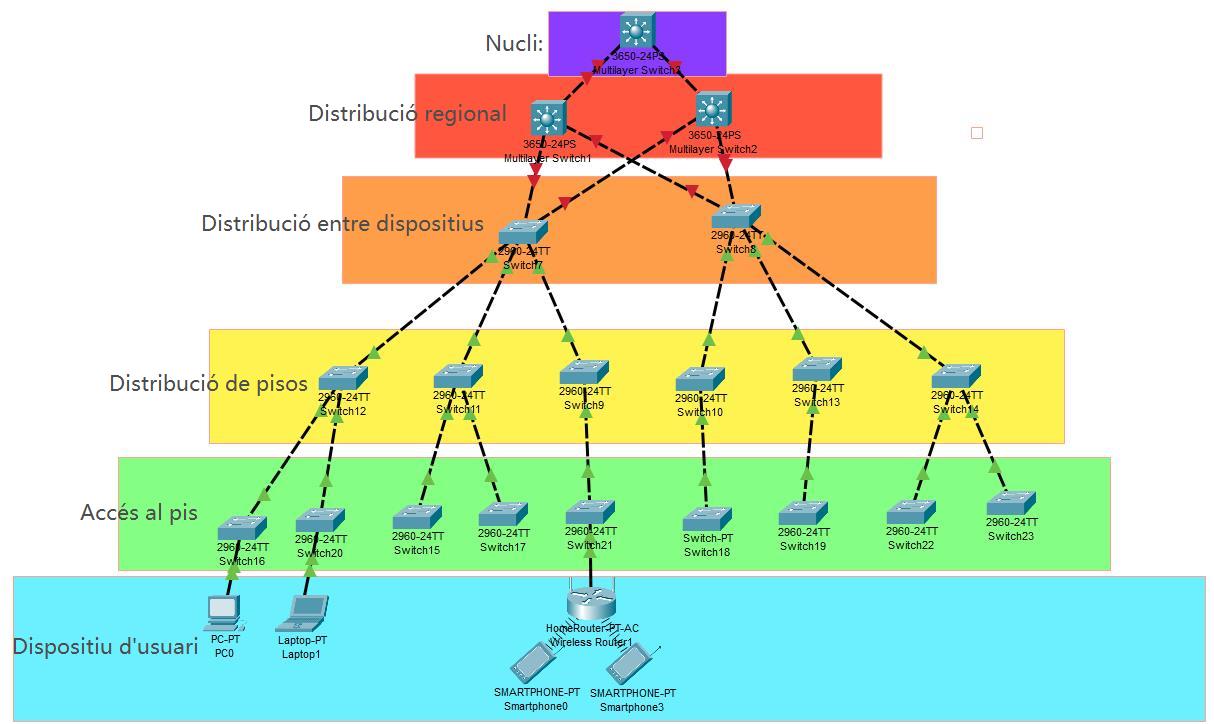 Nucli:
3650-24PS
Multilayer Switch3
Distribució regional
3650-24PS
Multilayer Switch1
3650-24PS
Multilayer Switch2
Distribució entre dispositius
2960-24TT
Switch7
2960-24TT
Switch8
Distribució de pisos
2960-24TT
Switch12
2960-24TT
Switch11
2960-24TT
Switch9
2960-24TT
Switch10
2960-24TT
Switch13
2960-24TT
Switch14
Accés al pis
2960-24TT
Switch16
2960-24TT
Switch20
2960-24TT
Switch15
2960-24TT
Switch17
2960-24TT
Switch21
Switch-PT
Switch18
2960-24TT
Switch19
2960-24TT
Switch22
2960-24TT
Switch23
Dispositiu d'usuari
PC-PT
PC0
Laptop-PT
Laptop1
HomeRouter-PT-AC
Wireless Router1
SMARTPHONE-PT
Smartphone0
SMARTPHONE-PT
Smartphone3